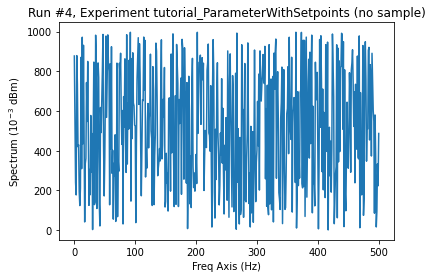 Run #4, Experiment tutorial_ParameterWithSetpoints (no sample)
1000
800
600
400
200
0
Spectrum (10⁻³ dBm)
0 100 200 300 400 500
Freq Axis (Hz)